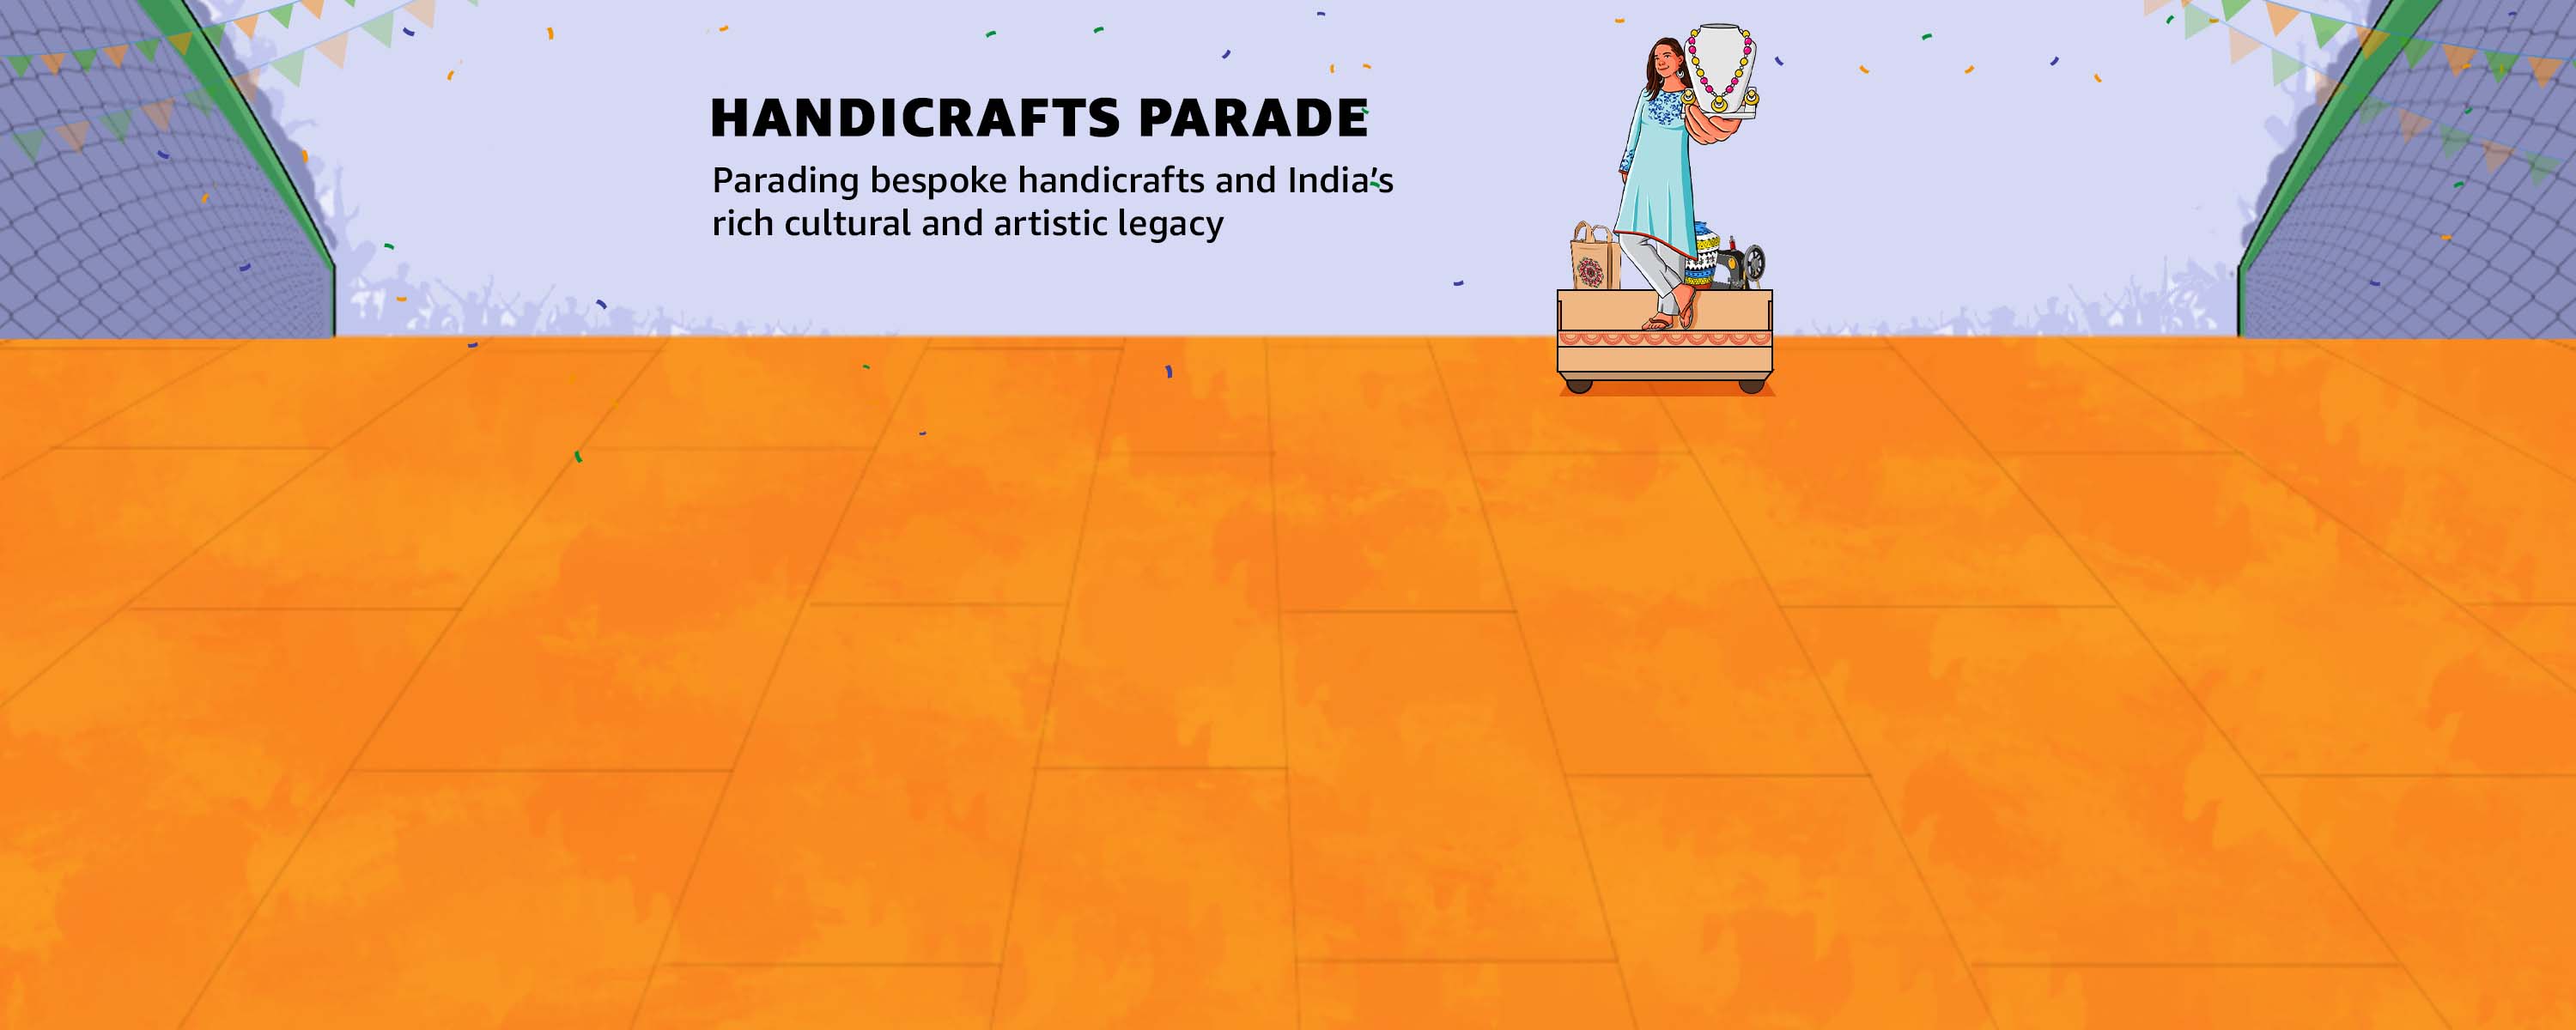 HANDICRAFTS PARADE
Parading bespoke handicrafts and India's
rich cultural and artistic legacy